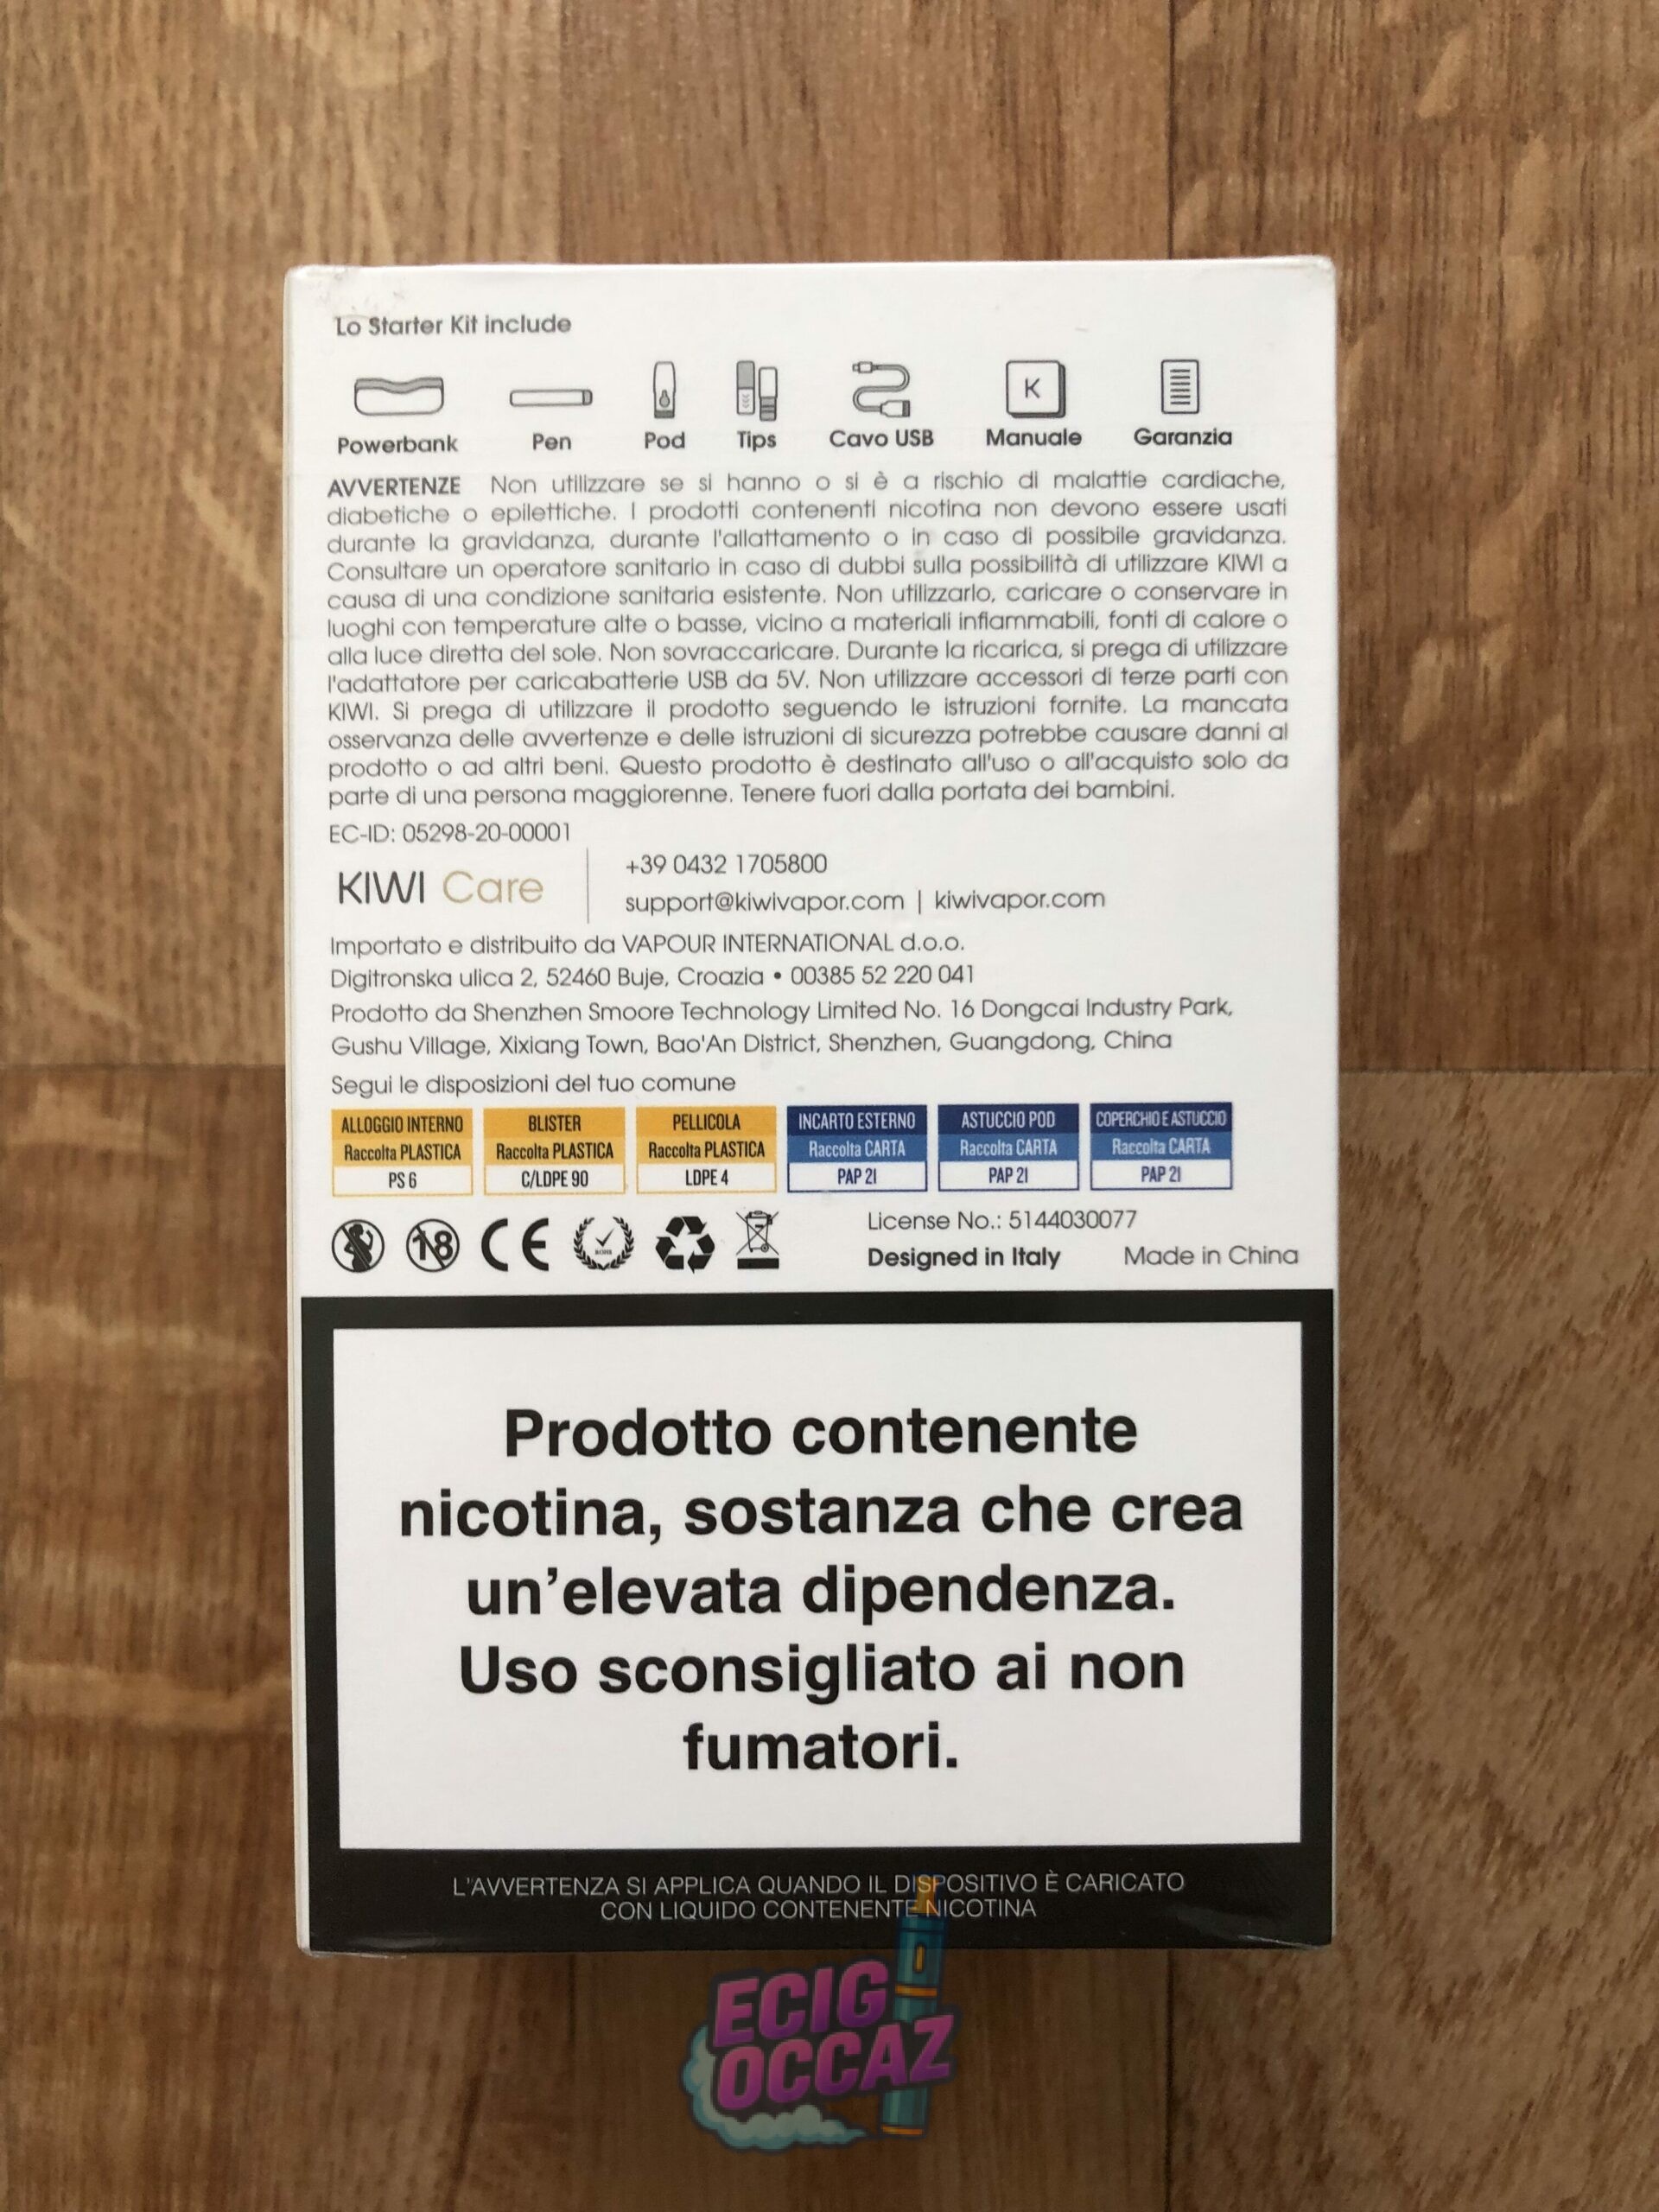 Lo Starter Kit include
Powerbank Pen Pod Tips Cavo USB K Manuale Garanzia
AVVERTENZE Non utilizzare se si hanno o si è a rischio di malattie cardiache,
diabetiche o epilettiche. I prodotti contenenti nicotina non devono essere usati
durante la gravidanza, durante l'allattamento o in caso di possibile gravidanza.
Consultare un operatore sanitario in caso di dubbi sulla possibilità di utilizzare KIWI a
causa di una condizione sanitaria esistente. Non utilizzarlo, caricare o conservare in
luoghi con temperature alte o basse, vicino a materiali infiammabili, fonti di calore o
alla luce diretta del sole. Non sovraccaricare. Durante la ricarica, si prega di utilizzare
l'adattatore per caricabatterie USB da 5V. Non utilizzare accessori di terze parti con
KIWI. Si prega di utilizzare il prodotto seguendo le istruzioni fornite. La mancata
osservanza delle avvertenze e delle istruzioni di sicurezza potrebbe causare danni al
prodotto o ad altri beni. Questo prodotto è destinato all'uso o all'acquisto solo da
parte di una persona maggiorenne. Tenere fuori dalla portata dei bambini.
EC-ID: 05298-20-00001
KIWI Care
+39 0432 1705800
support@kiwivapor.com | kiwivapor.com
Importato e distribuito da VAPOUR INTERNATIONAL d.o.o.
Digitronska ulica 2, 52460 Buje, Croazia • 00385 52 220 041
Prodotto da Shenzhen Smoore Technology Limited No. 16 Dongcai Industry Park,
Gushu Village, Xixiang Town, Bao'An District, Shenzhen, Guangdong, China
Segui le disposizioni del tuo comune
ALLOGGIO INTERNO BLISTER PELLICOLA INCARTO ESTERNO ASTUCCIO POD COPERCHIO E ASTUCCIO
Raccolta PLASTICA Raccolta PLASTICA Raccolta PLASTICA Raccolta CARTA Raccolta CARTA Raccolta CARTA
PS 6 C/LDPE 90 LDPE 4 PAP 21 PAP 21 PAP 21
18 CE ROHS
License No.: 5144030077
Designed in Italy Made in China
Prodotto contenente
nicotina, sostanza che crea
un'elevata dipendenza.
Uso sconsigliato ai non
fumatori.
L'AVVERTENZA SI APPLICA QUANDO IL DISPOSITIVO È CARICATO
CON LIQUIDO CONTENENTE NICOTINA
ECIG
OCCAZ